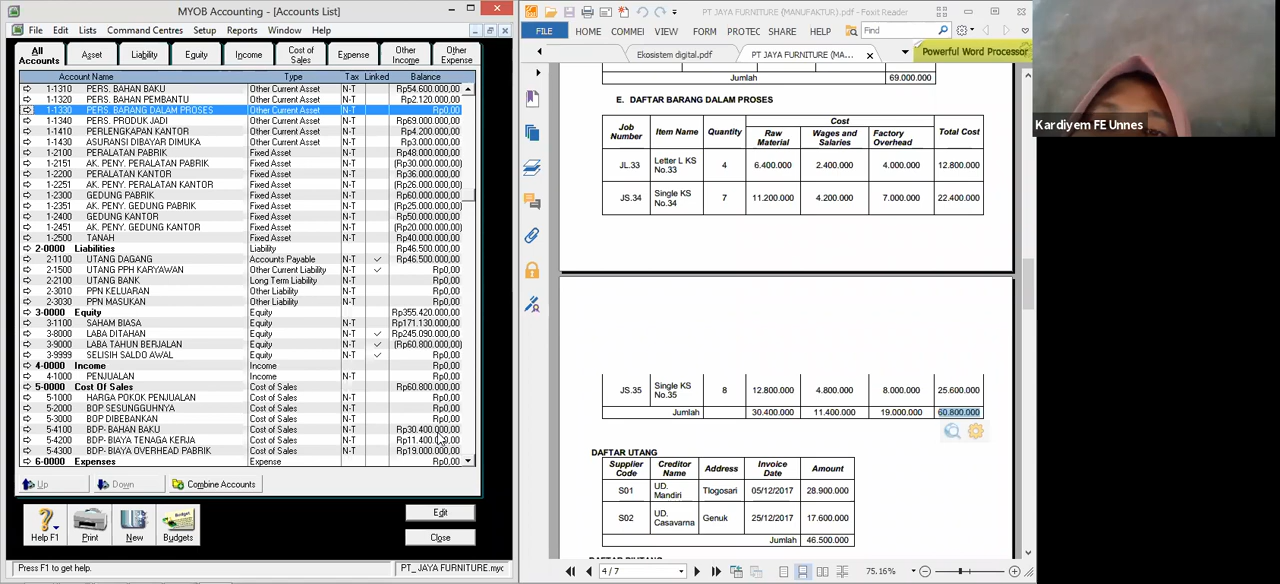 MYOB Accounting - [Accounts List]
File Edit Lists Command Centres Setup Reports Window Help
All Accounts
Asset
Liability
Equity
Income
Cost of Sales
Expense
Other Income
Other Expense
Account Name Type Tax Linked Balance
1-1310 PERS. BAHAN BAKU Other Current Asset N-T Rp54.600.000,00
1-1320 PERS. BAHAN PEMBANTU Other Current Asset N-T Rp2.120.000,00
1-1330 PERS. BARANG DALAM PROSES Other Current Asset N-T Rp0,00
1-1340 PERS. PRODUK JADI Other Current Asset N-T Rp69.000.000,00
1-1410 PERLENGKAPAN KANTOR Other Current Asset N-T Rp4.200.000,00
1-1430 ASURANSI DIBAYAR DIMUKA Other Current Asset N-T Rp3.000.000,00
1-2100 PERALATAN PABRIK Fixed Asset N-T Rp48.000.000,00
1-2151 AK. PENY. PERALATAN PABRIK Fixed Asset N-T (Rp30.000.000,00)
1-2200 PERALATAN KANTOR Fixed Asset N-T Rp36.000.000,00
1-2251 AK. PENY. PERALATAN KANTOR Fixed Asset N-T (Rp26.000.000,00)
1-2300 GEDUNG PABRIK Fixed Asset N-T Rp60.000.000,00
1-2351 AK. PENY. GEDUNG PABRIK Fixed Asset N-T (Rp25.000.000,00)
1-2400 GEDUNG KANTOR Fixed Asset N-T Rp50.000.000,00
1-2451 AK. PENY. GEDUNG KANTOR Fixed Asset N-T (Rp20.000.000,00)
1-2500 TANAH Fixed Asset N-T Rp40.000.000,00
2-0000 Liabilities Liability Rp46.500.000,00
2-1100 UTANG DAGANG Accounts Payable N-T Rp46.500.000,00
2-1500 UTANG PPH KARYAWAN Other Current Liability N-T Rp0,00
2-2100 UTANG BANK Long Term Liability N-T Rp0,00
2-3010 PPN KELUARAN Other Liability N-T Rp0,00
2-3030 PPN MASUKAN Other Liability N-T Rp0,00
3-0000 Equity Equity Rp355.420.000,00
3-1100 SAHAM BIASA Equity N-T Rp171.130.000,00
3-8000 LABA DITAHAN Equity N-T Rp245.090.000,00
3-9000 LABA TAHUN BERJALAN Equity N-T (Rp60.800.000,00)
3-9999 SELISIH SALDO AWAL Equity N-T Rp0,00
4-0000 Income Income Rp0,00
4-1000 PENJUALAN Income N-T Rp0,00
5-0000 Cost Of Sales Cost of Sales Rp60.800.000,00
5-1000 HARGA POKOK PENJUALAN Cost of Sales N-T Rp0,00
5-2000 BOP SESUNGGUHNYA Cost of Sales N-T Rp0,00
5-3000 BOP DIBEBANKAN Cost of Sales N-T Rp0,00
5-4100 BDP- BAHAN BAKU Cost of Sales N-T Rp30.400.000,00
5-4200 BDP- BIAYA TENAGA KERJA Cost of Sales N-T Rp11.400.000,00
5-4300 BDP- BIAYA OVERHEAD PABRIK Cost of Sales N-T Rp19.000.000,00
6-0000 Expenses Expense Rp0,00
Up Down Combine Accounts
Help F1 Print New Budgets
Edit
Close
Press F1 to get help. PT_ JAYA FURNITURE.myc
PT JAYA FURNITURE (MANUFAKTUR).pdf - Foxit Reader
FILE HOME COMMEI VIEW FORM PROTEC SHARE HELP Find
Ekosistem digital.pdf
PT JAYA FURNITURE (MA...
Powerful Word Processor
Jumlah 69.000.000
E. DAFTAR BARANG DALAM PROSES
Job Number Item Name Quantity Cost Total Cost
Raw Material Wages and Salaries Factory Overhead
JL.33 Letter L KS No.33 4 6.400.000 2.400.000 4.000.000 12.800.000
JS.34 Single KS No.34 7 11.200.000 4.200.000 7.000.000 22.400.000
JS.35 Single KS No.35 8 12.800.000 4.800.000 8.000.000 25.600.000
Jumlah 30.400.000 11.400.000 19.000.000 60.800.000
DAFTAR UTANG
Supplier Code Creditor Name Address Invoice Date Amount
S01 UD. Mandiri Tlogosari 05/12/2017 28.900.000
S02 UD. Casavarna Genuk 25/12/2017 17.600.000
Jumlah 46.500.000
4 / 7
75.16%
Kardiyem FE Unnes